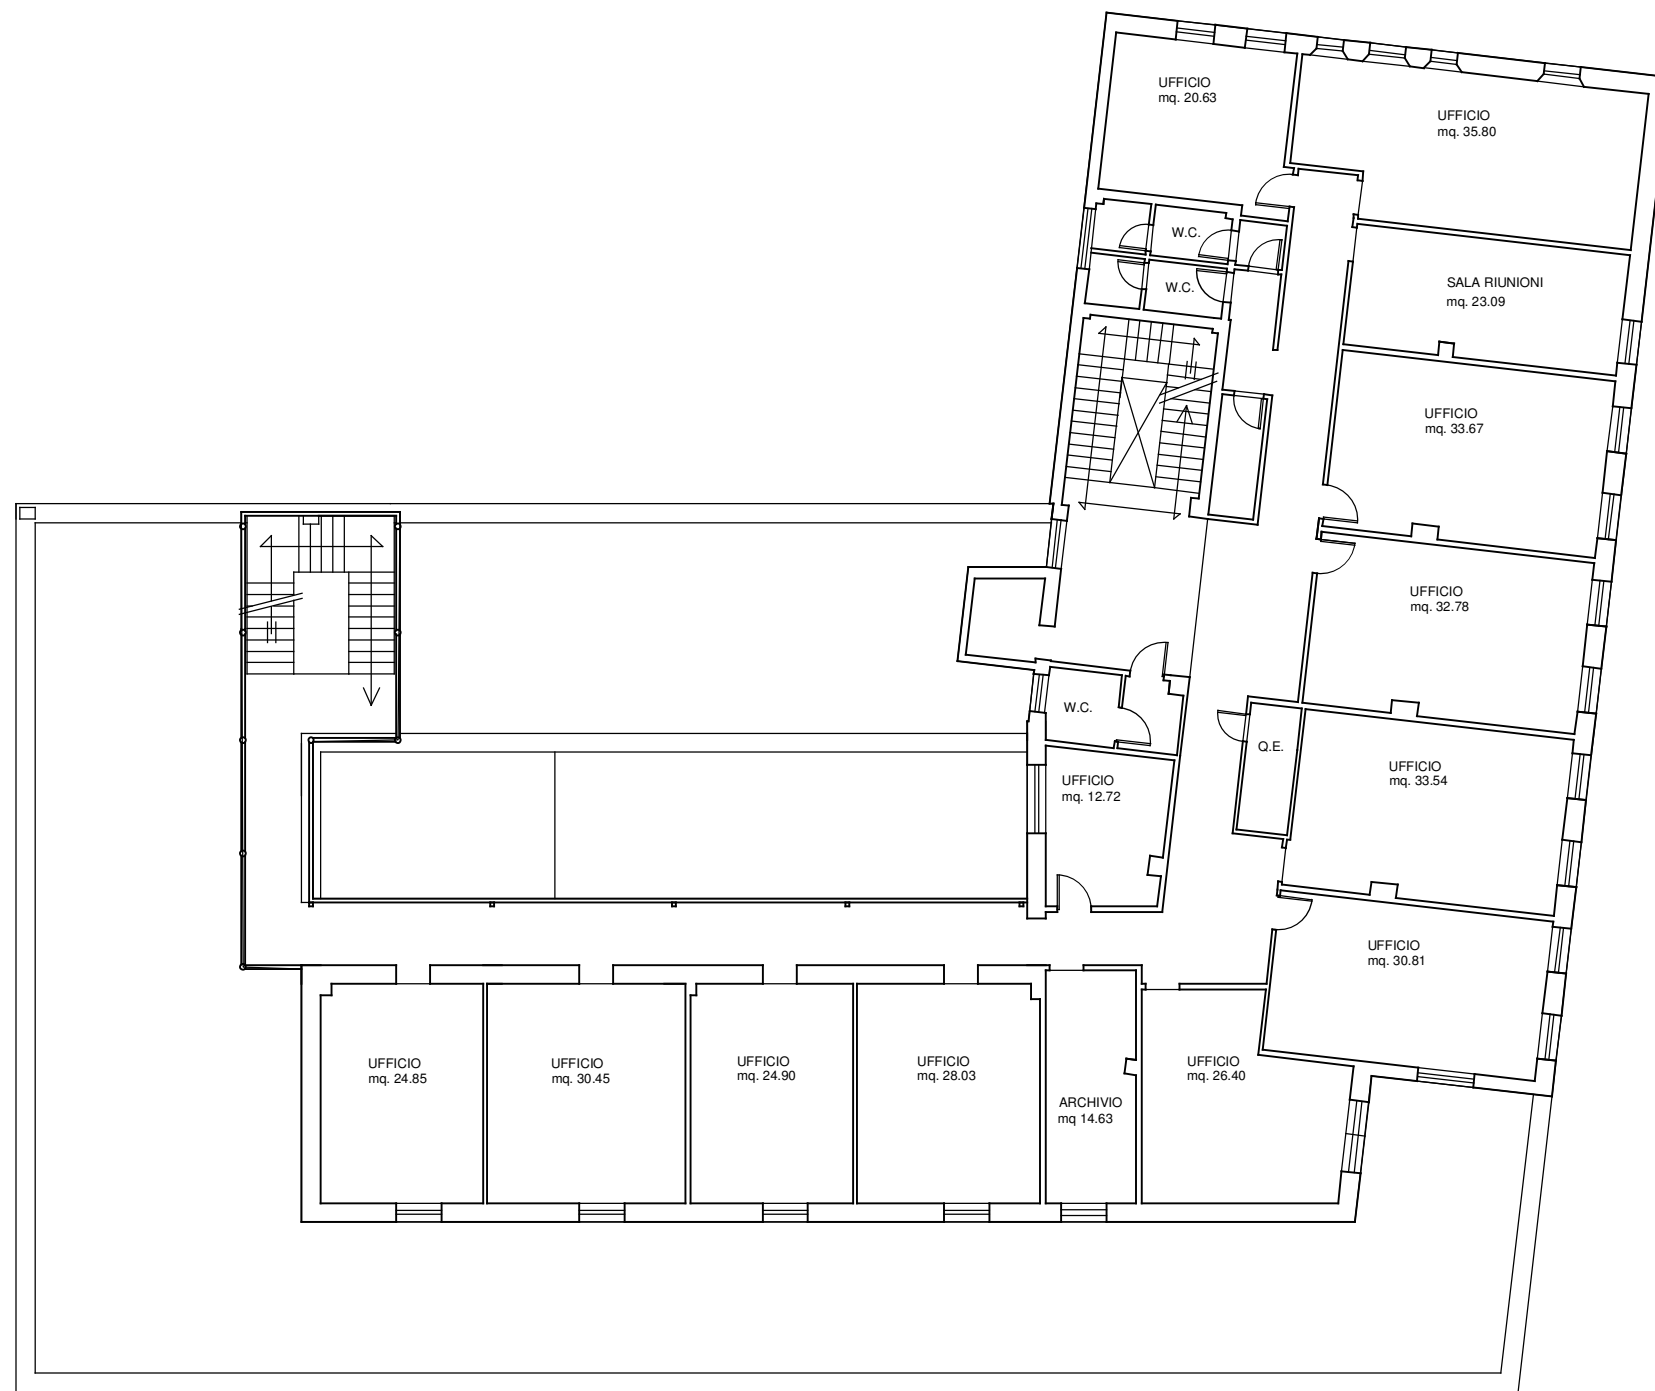 UFFICIO
mq. 20.63
UFFICIO
mq. 35.80
W.C.
W.C.
SALA RIUNIONI
mq. 23.09
UFFICIO
mq. 33.67
UFFICIO
mq. 32.78
W.C.
Q.E.
UFFICIO
mq. 12.72
UFFICIO
mq. 33.54
UFFICIO
mq. 30.81
UFFICIO
mq. 24.85
UFFICIO
mq. 30.45
UFFICIO
mq. 24.90
UFFICIO
mq. 28.03
ARCHIVIO
mq 14.63
UFFICIO
mq. 26.40